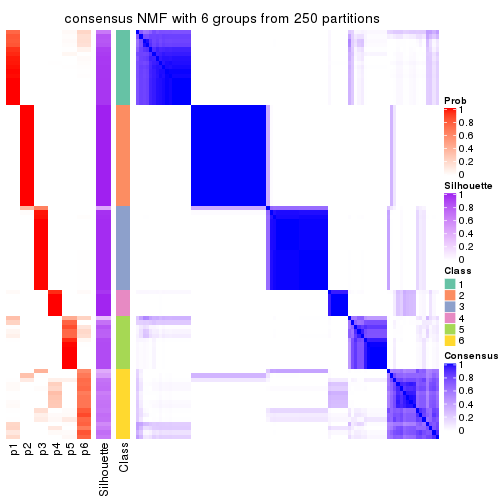 consensus NMF with 6 groups from 250 partitions
Prob
1
0.8
0.6
0.4
0.2
0
Silhouette
1
0.8
0.6
0.4
0.2
0
Class
1
2
3
4
5
6
Consensus
1
0.8
0.6
0.4
0.2
0
p1
p2
p3
p4
p5
p6
Silhouette
Class